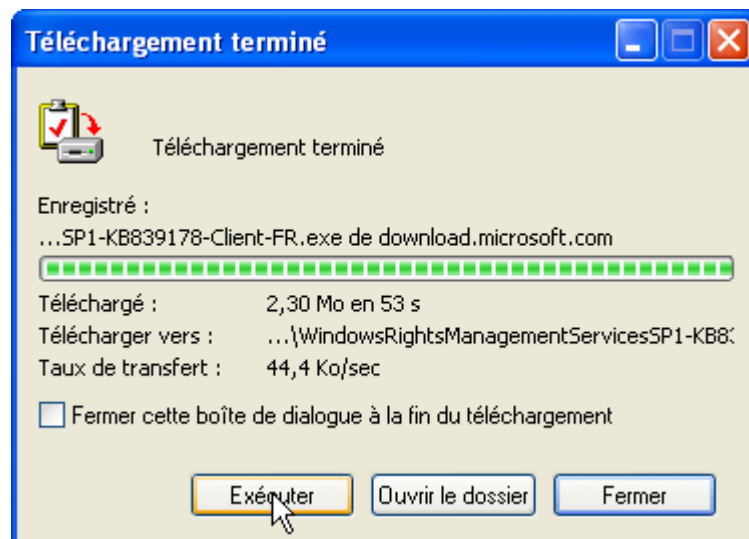 Téléchargement terminé
Téléchargement terminé
Enregistré :
...SP1-KB839178-Client-FR.exe de download.microsoft.com
Téléchargé : 2,30 Mo en 53 s
Télécharger vers : ...\WindowsRightsManagementServicesSP1-KB83
Taux de transfert : 44,4 Ko/sec
Fermer cette boîte de dialogue à la fin du téléchargement
Exécuter Ouvrir le dossier Fermer